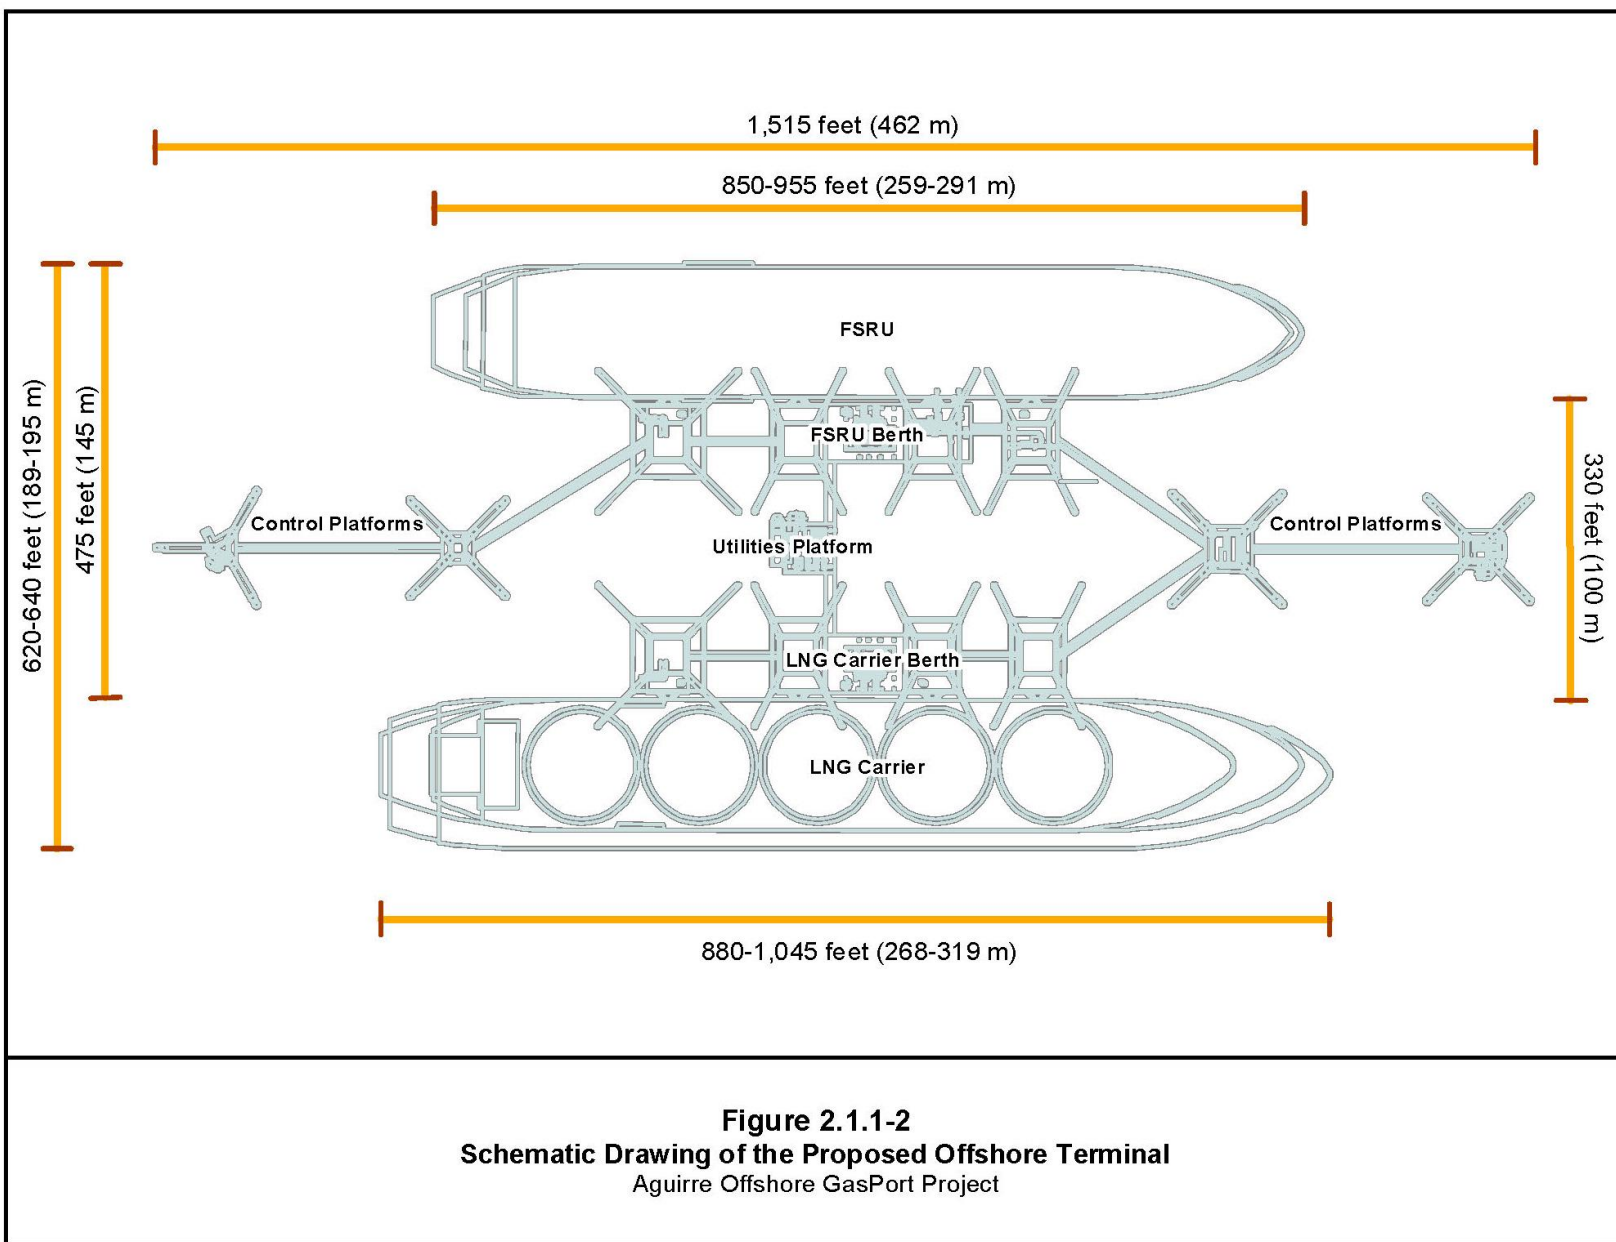 1,515 feet (462 m)
850-955 feet (259-291 m)
620-640 feet (189-195 m)
475 feet (145 m)
FSRU
FSRU Berth
330 feet (100 m)
Control Platforms
Control Platforms
Utilities Platform
LNG Carrier Berth
LNG Carrier
880-1,045 feet (268-319 m)
Figure 2.1.1-2
Schematic Drawing of the Proposed Offshore Terminal
Aguirre Offshore GasPort Project